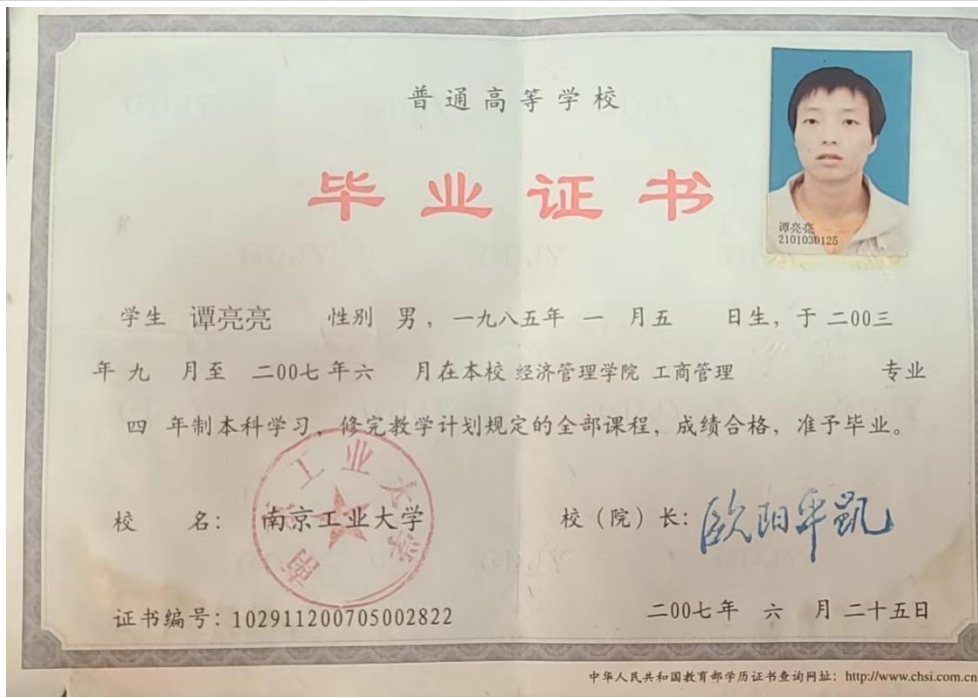 普通高等学校
毕业证书
谭亮亮
2101030125
学生 谭亮亮 性别 男，一九八五年 一 月五 日生，于 二00三
年 九 月至 二00七 年六 月在本校 经济管理学院 工商管理 专业
四 年制本科学习，修完教学计划规定的全部课程，成绩合格，准予毕业。
南京工业大学
校 名： 南京工业大学
校（院）长：欧阳平凯
证书编号：102911200705002822
二00七年 六 月 二十五日
中华人民共和国教育部学历证书查询网址：http://www.chsi.com.cn